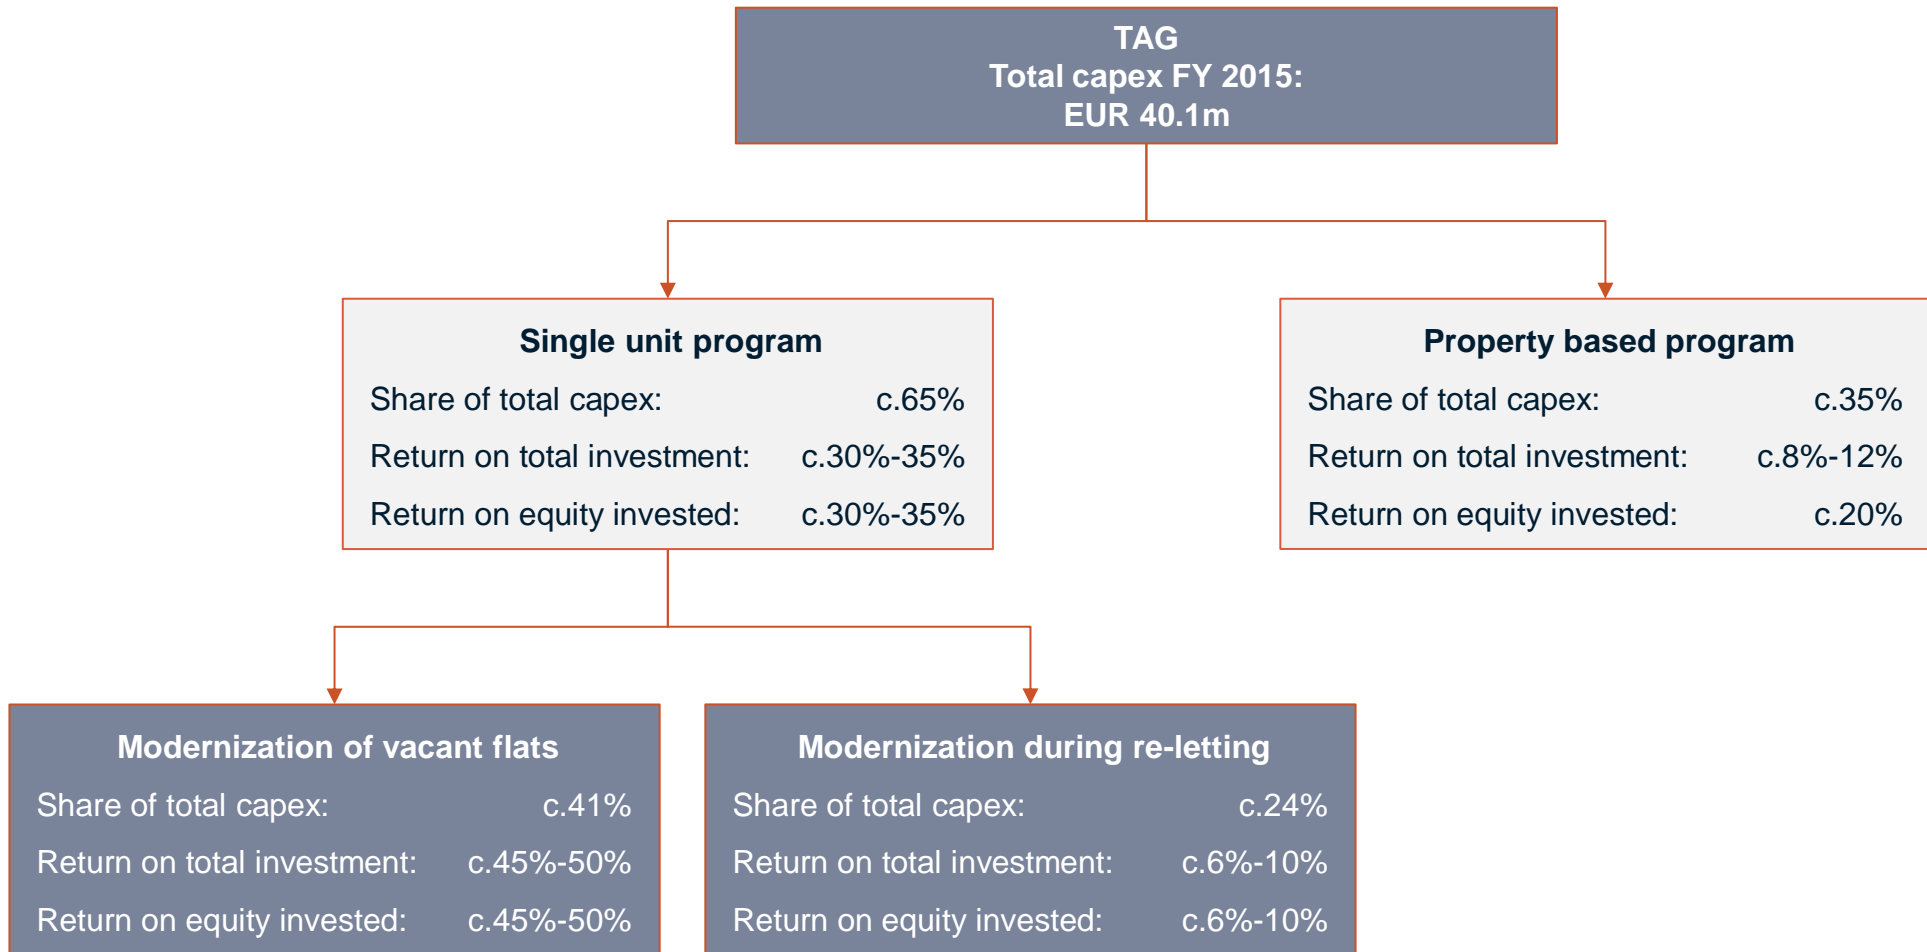 TAG
Total capex FY 2015:
EUR 40.1m
Single unit program
Share of total capex: c.65%
Return on total investment: c.30%-35%
Return on equity invested: c.30%-35%
Property based program
Share of total capex: c.35%
Return on total investment: c.8%-12%
Return on equity invested: c.20%
Modernization of vacant flats
Share of total capex: c.41%
Return on total investment: c.45%-50%
Return on equity invested: c.45%-50%
Modernization during re-letting
Share of total capex: c.24%
Return on total investment: c.6%-10%
Return on equity invested: c.6%-10%